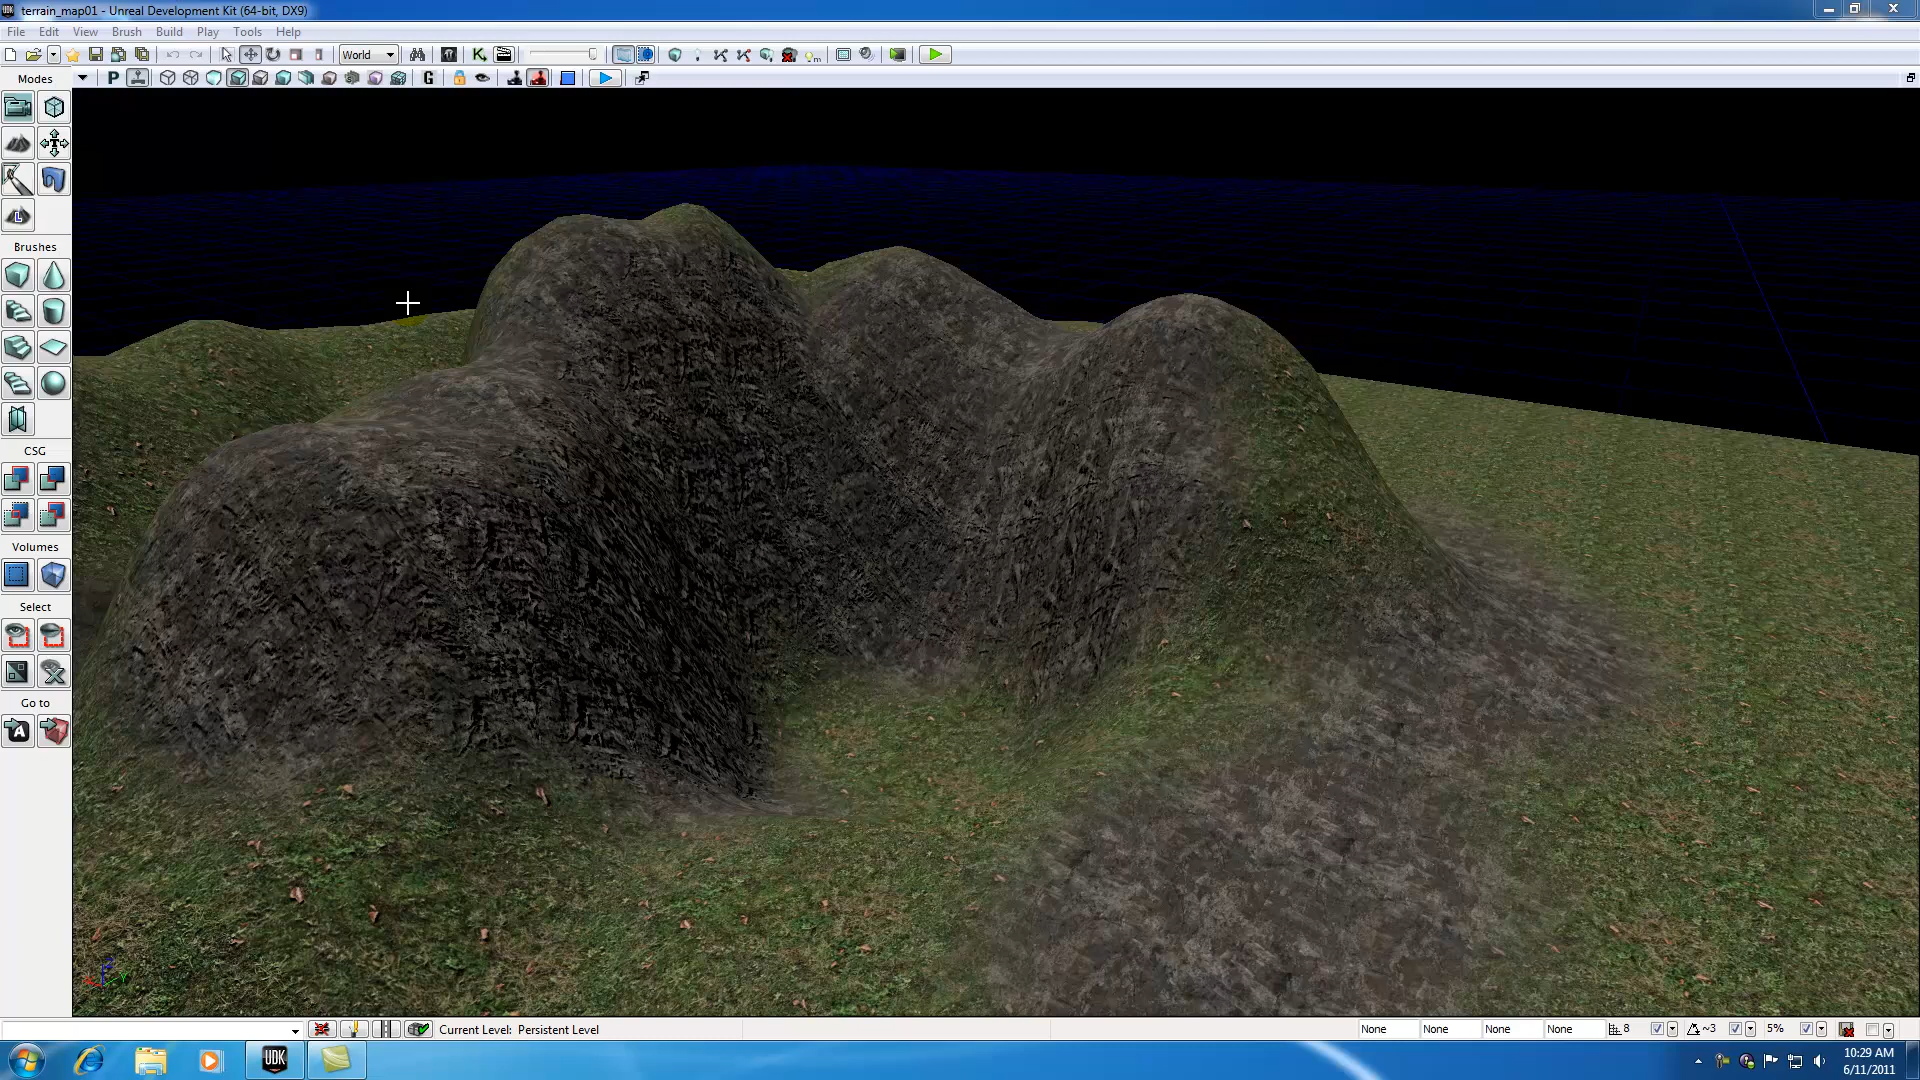 terrain_map01 - Unreal Development Kit (64-bit, DX9)
File Edit View Brush Build Play Tools Help
World
Modes
P
G
Brushes
CSG
Volumes
Select
Go to
Current Level: Persistent Level
None None None None 8 ~3 5%
UDK
10:29 AM
6/11/2011